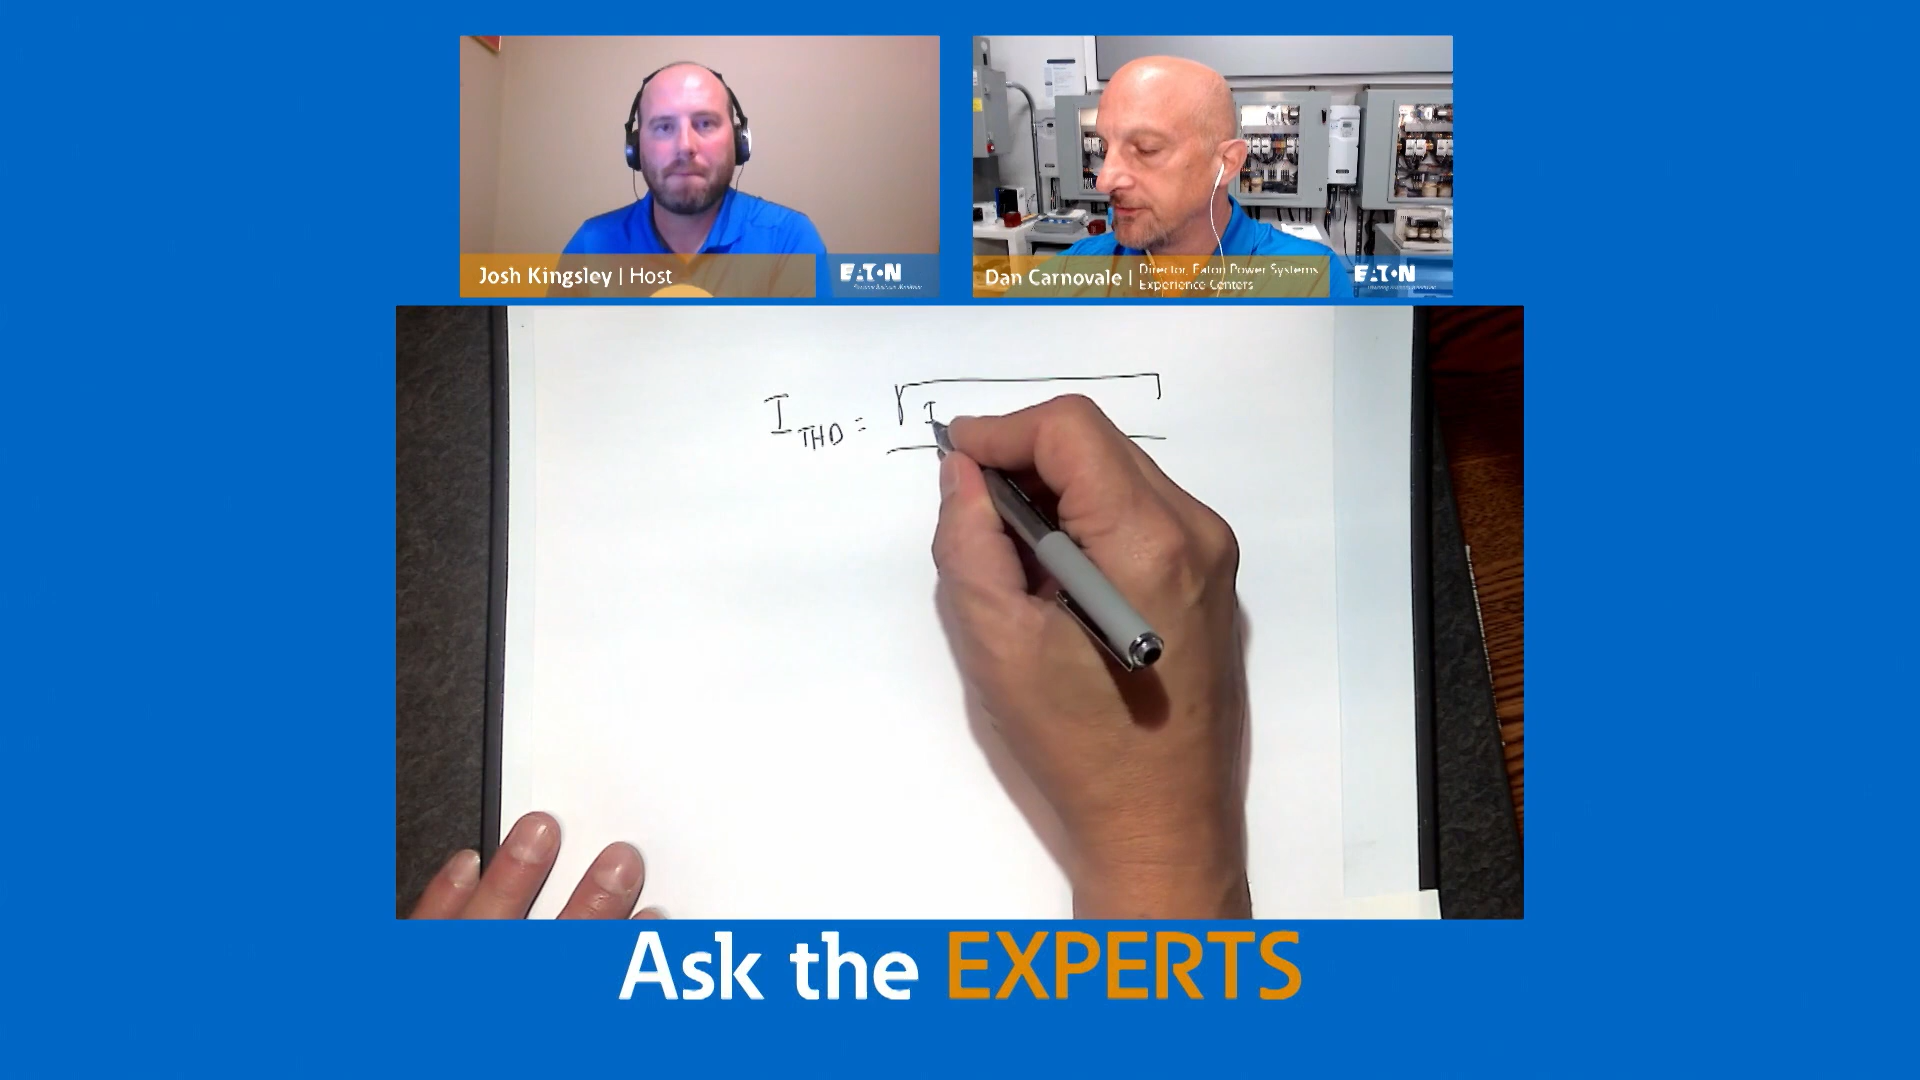 Josh Kingsley | Host
EATON
Dan Carnovale | Director, Eaton Power Systems
Experience Centers
EATON
I THD = √ I
Ask the EXPERTS